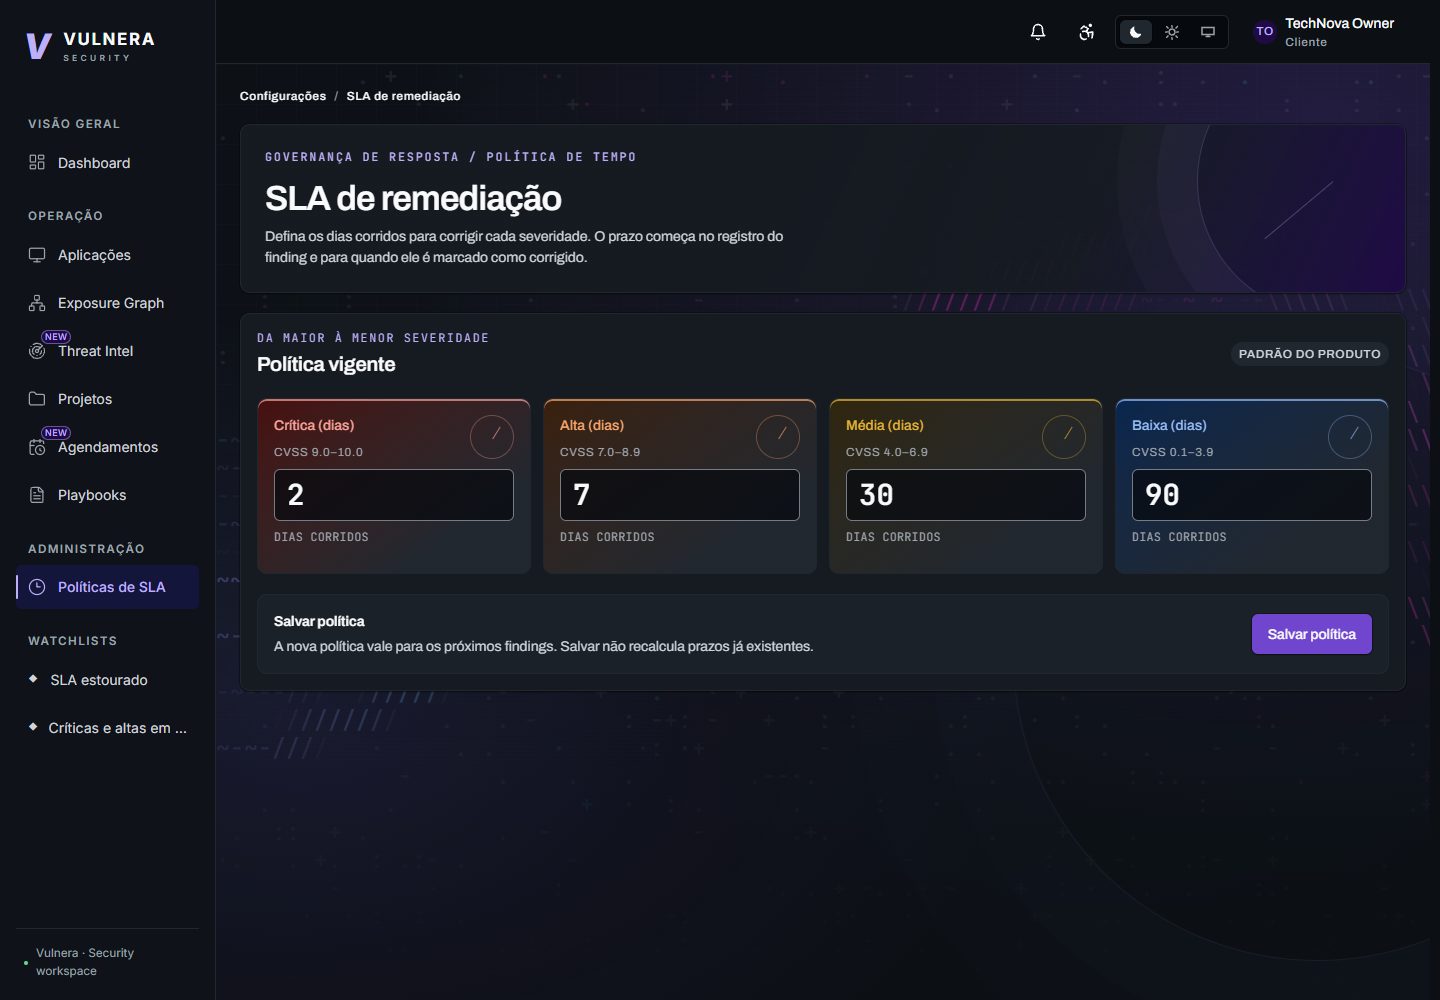 VULNERA
SECURITY
VISÃO GERAL
Dashboard
OPERAÇÃO
Aplicações
Exposure Graph
NEW
Threat Intel
Projetos
NEW
Agendamentos
Playbooks
ADMINISTRAÇÃO
Políticas de SLA
WATCHLISTS
SLA estourado
Críticas e altas em ...
Vulnera · Security
workspace
TO
TechNova Owner
Cliente
Configurações / SLA de remediação
GOVERNANÇA DE RESPOSTA / POLÍTICA DE TEMPO
SLA de remediação
Defina os dias corridos para corrigir cada severidade. O prazo começa no registro do
finding e para quando ele é marcado como corrigido.
DA MAIOR À MENOR SEVERIDADE
Política vigente
PADRÃO DO PRODUTO
Crítica (dias)
CVSS 9.0–10.0
2
DIAS CORRIDOS
Alta (dias)
CVSS 7.0–8.9
7
DIAS CORRIDOS
Média (dias)
CVSS 4.0–6.9
30
DIAS CORRIDOS
Baixa (dias)
CVSS 0.1–3.9
90
DIAS CORRIDOS
Salvar política
A nova política vale para os próximos findings. Salvar não recalcula prazos já existentes.
Salvar política